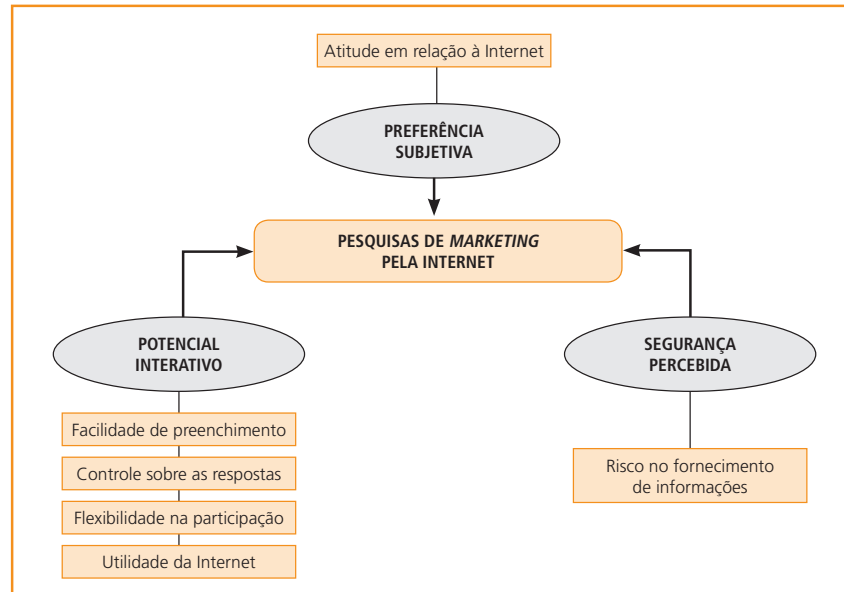 Atitude em relação à Internet
PREFERÊNCIA
SUBJETIVA
PESQUISAS DE MARKETING
PELA INTERNET
POTENCIAL
INTERATIVO
Facilidade de preenchimento
Controle sobre as respostas
Flexibilidade na participação
Utilidade da Internet
SEGURANÇA
PERCEBIDA
Risco no fornecimento
de informações